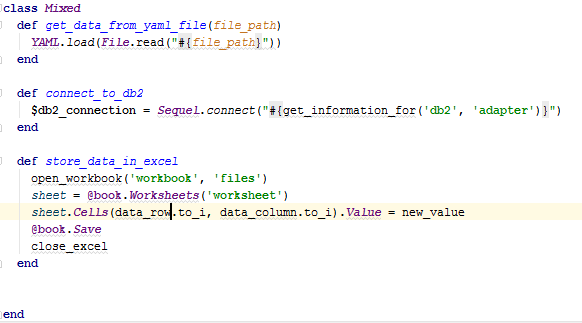 class Mixed
def get_data_from_yaml_file(file_path)
YAML.load(File.read("#{file_path}"))
end
def connect_to_db2
$db2_connection = Sequel.connect("#{get_information_for('db2', 'adapter')}")
end
def store_data_in_excel
open_workbook('workbook', 'files')
sheet = @book.Worksheets('worksheet')
sheet.Cells(data_row.to_i, data_column.to_i).Value = new_value
@book.Save
close_excel
end
end